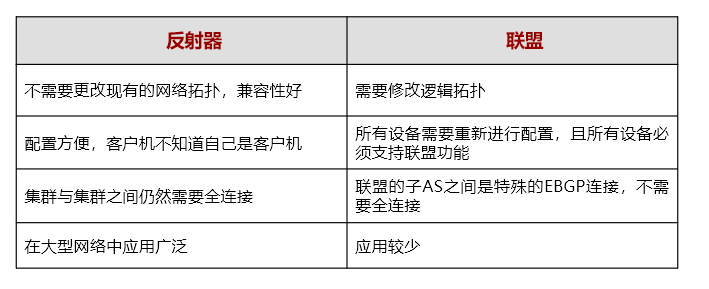 反射器
联盟
不需要更改现有的网络拓扑，兼容性好
需要修改逻辑拓扑
配置方便，客户机不知道自己是客户机
所有设备需要重新进行配置，且所有设备必
须支持联盟功能
集群与集群之间仍然需要全连接
联盟的子AS之间是特殊的EBGP连接，不需
要全连接
在大型网络中应用广泛
应用较少